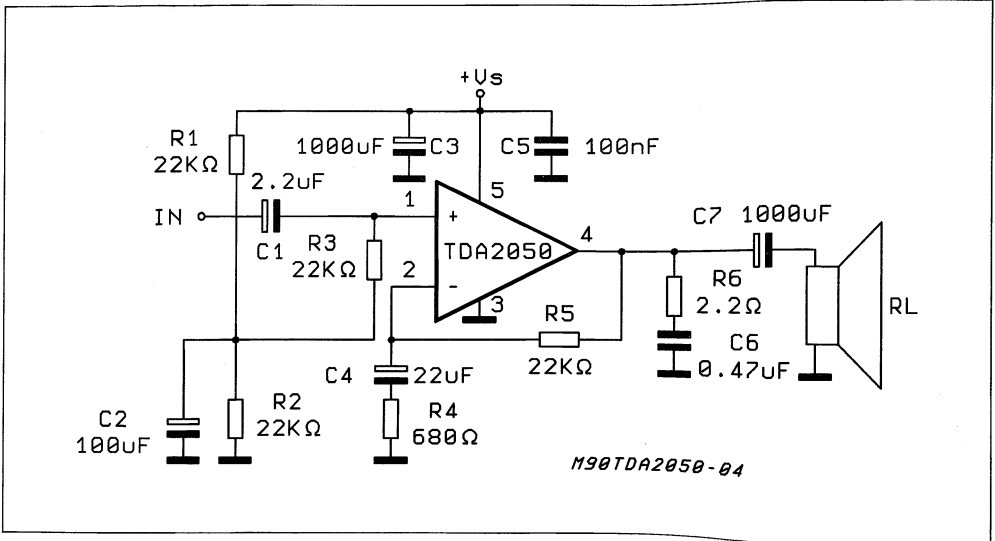 +Vs
R1
22KΩ
1000uF
C3
C5
100nF
2.2uF
IN
C1
1
5
+
TDA2050
4
C7
1000uF
R3
22KΩ
2
-
3
R5
22KΩ
R6
2.2Ω
C6
0.47uF
RL
C4
22uF
R4
680Ω
C2
100uF
R2
22KΩ
M90TDA2050-04